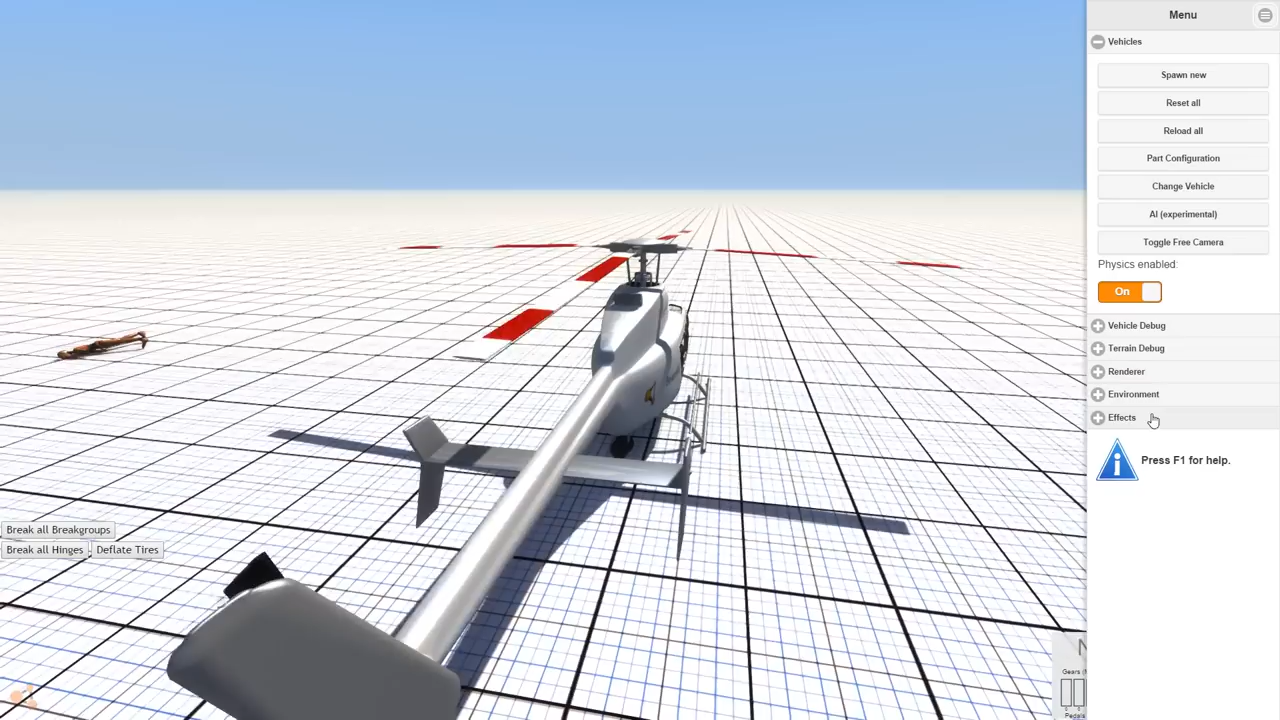 Menu
Vehicles
Spawn new
Reset all
Reload all
Part Configuration
Change Vehicle
AI (experimental)
Toggle Free Camera
Physics enabled:
On
Vehicle Debug
Terrain Debug
Renderer
Environment
Effects
Press F1 for help.
Break all Breakgroups
Break all Hinges
Deflate Tires
N
Gears
Pedals